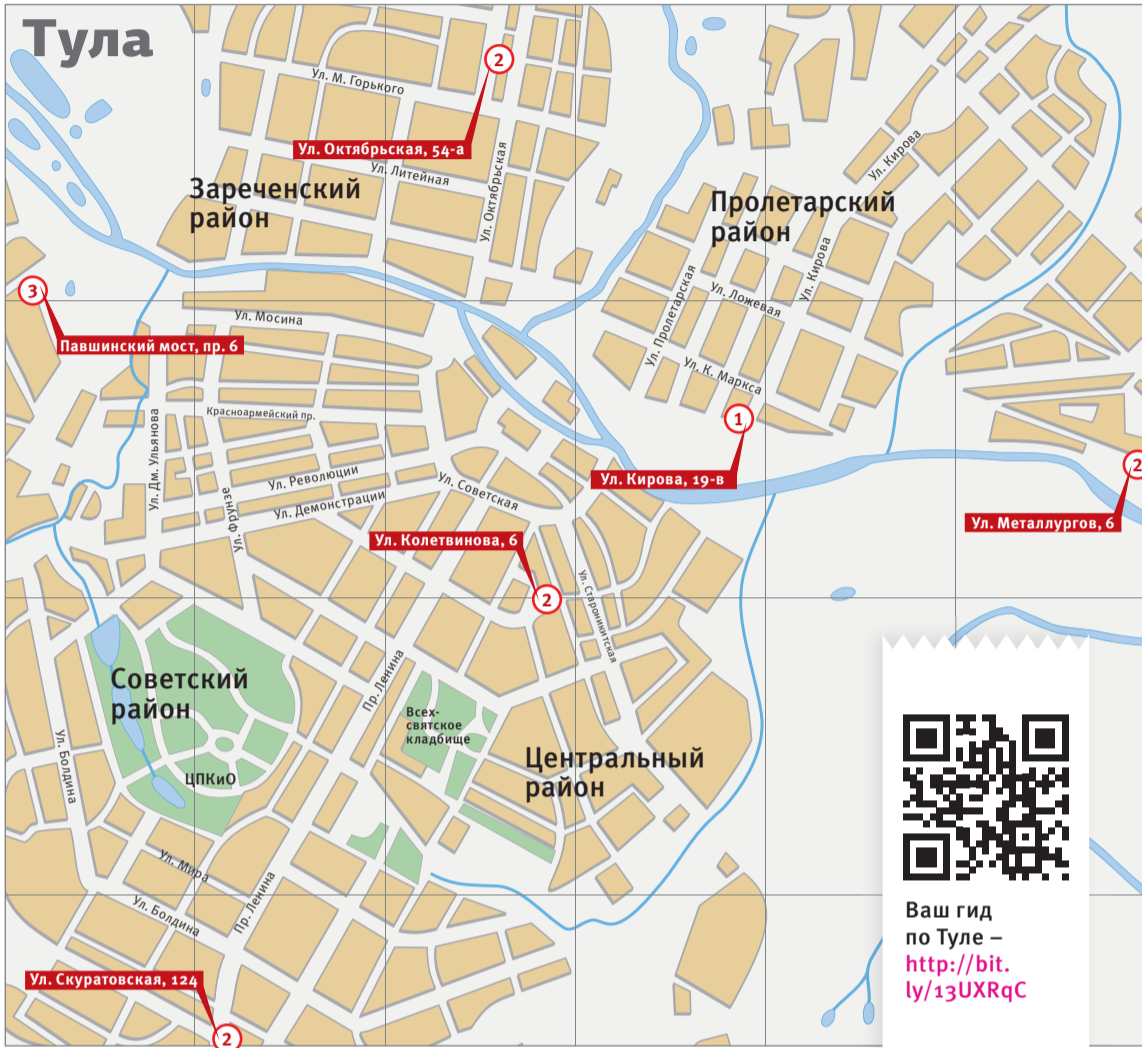 Тула
2
Ул. М. Горького
Ул. Октябрьская, 54-а
Ул. Литейная
Ул. Октябрьская
Зареченский
район
Ул. Кирова
Пролетарский
район
Ул. Кирова
Ул. Пролетарская
Ул. Ложевая
3
Ул. Мосина
Павшинский мост, пр. 6
Ул. К. Маркса
Красноармейский пр.
1
Ул. Дм. Ульянова
Ул. Революции
Ул. Советская
Ул. Кирова, 19-в
2
Ул. Фрунзе
Ул. Демонстрации
Ул. Металлургов, 6
Ул. Колетвинова, 6
2
Ул. Староникитская
Советский
район
Пр. Ленина
Всех-
святское
кладбище
Ул. Болдина
ЦПКиО
Центральный
район
Ул. Мира
Пр. Ленина
Ул. Болдина
Ул. Скуратовская, 124
2
Ваш гид
по Туле –
http://bit.
ly/13UXRqC